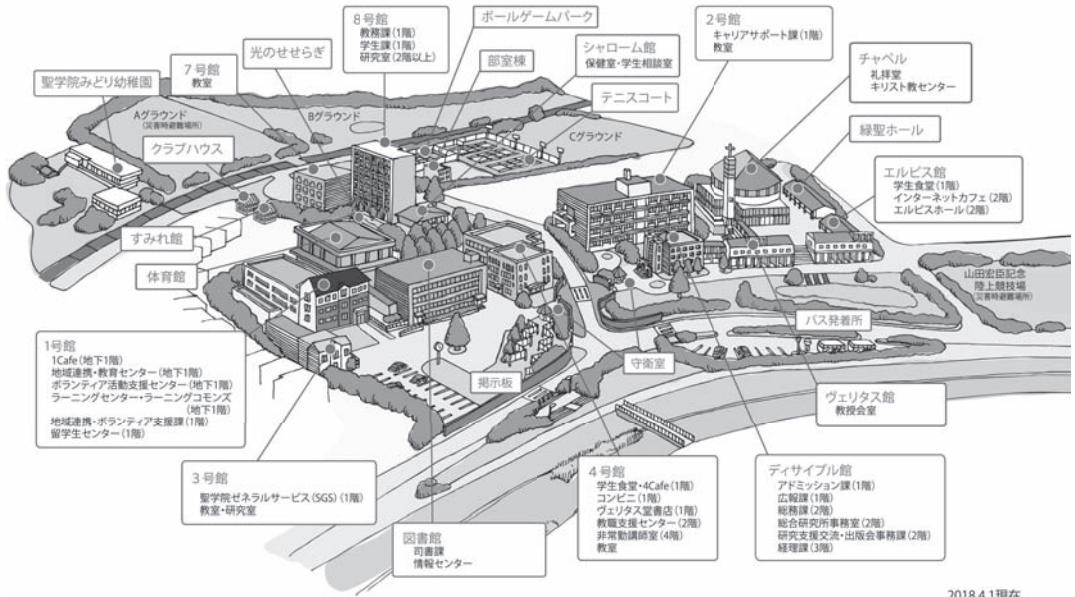 8号館
教務課(1階)
学生課(1階)
研究室(2階以上)
ボールゲームパーク
2号館
キャリアサポート課(1階)
教室
光のせせらぎ
部室棟
シャローム館
保健室・学生相談室
チャペル
礼拝堂
キリスト教センター
7号館
教室
聖学院みどり幼稚園
テニスコート
Aグラウンド
(災害時避難場所)
Bグラウンド
Cグラウンド
緑聖ホール
クラブハウス
エルピス館
学生食堂(1階)
インターネットカフェ(2階)
エルピスホール(2階)
すみれ館
体育館
山田宏臣記念
陸上競技場
(災害時避難場所)
バス発着所
1号館
1Cafe(地下1階)
地域連携・教育センター(地下1階)
ボランティア活動支援センター(地下1階)
ラーニングセンター・ラーニングコモンズ
(地下1階)
地域連携・ボランティア支援課(1階)
留学生センター(1階)
掲示板
守衛室
ヴェリタス館
教授会室
3号館
聖学院ゼネラルサービス(SGS)(1階)
教室・研究室
4号館
学生食堂・4Cafe(1階)
コンビニ(1階)
ヴェリタス堂書店(1階)
教職支援センター(2階)
非常勤講師室(4階)
教室
ディサイプル館
アドミッション課(1階)
広報課(1階)
総務課(2階)
総合研究所事務室(2階)
研究支援交流・出版会事務課(2階)
経理課(3階)
図書館
司書課
情報センター
2018.4.1現在